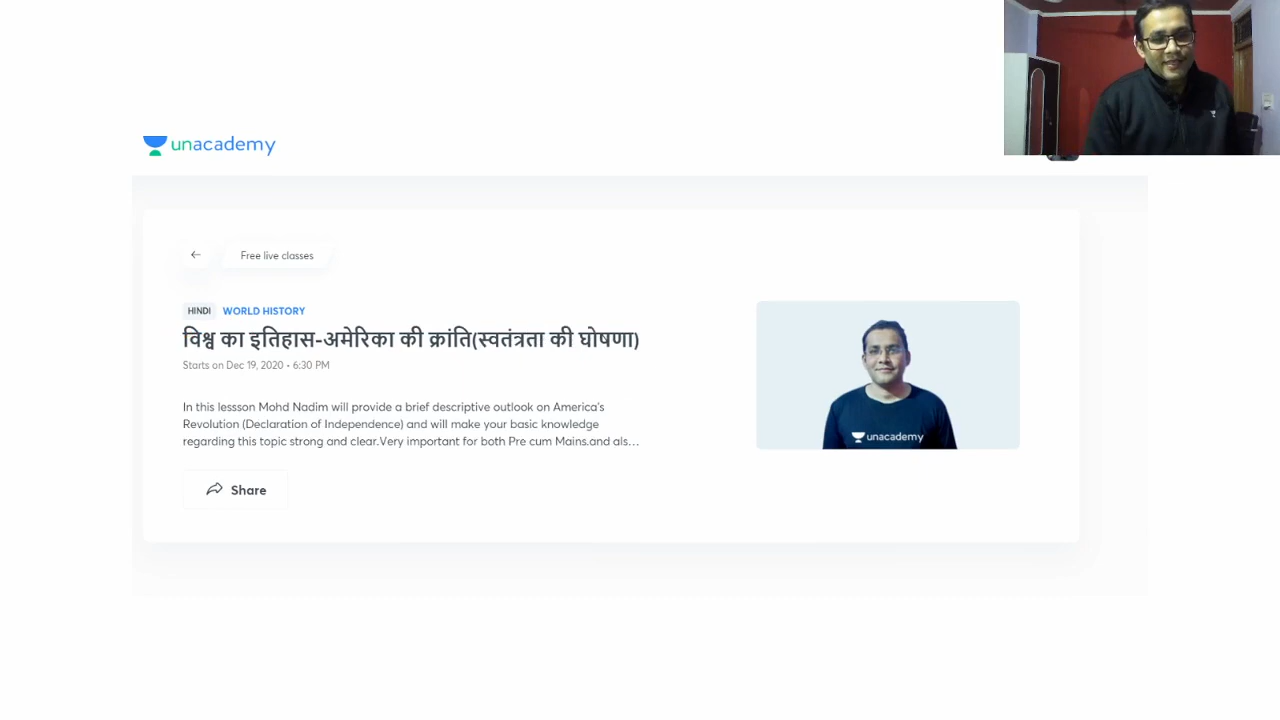 unacademy
Free live classes
HINDI WORLD HISTORY
विश्व का इतिहास-अमेरिका की क्रांति(स्वतंत्रता की घोषणा)
Starts on Dec 19, 2020 • 6:30 PM
In this lessson Mohd Nadim will provide a brief descriptive outlook on America's
Revolution (Declaration of Independence) and will make your basic knowledge
regarding this topic strong and clear.Very important for both Pre cum Mains.and als...
unacademy
Share